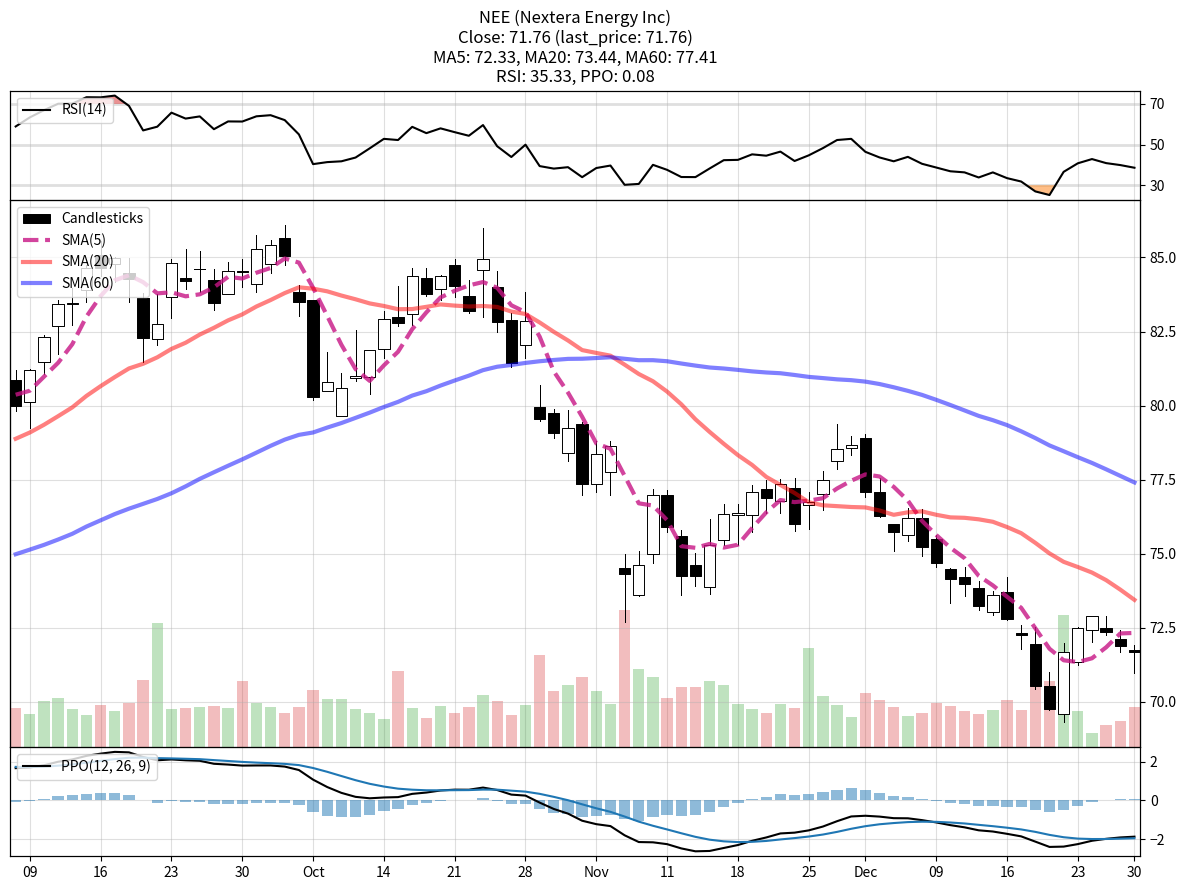 NEE (Nextera Energy Inc)
Close: 71.76 (last_price: 71.76)
MA5: 72.33, MA20: 73.44, MA60: 77.41
RSI: 35.33, PPO: 0.08
RSI(14)
70
50
30
Candlesticks
SMA(5)
SMA(20)
SMA(60)
85.0
82.5
80.0
77.5
75.0
72.5
70.0
PPO(12, 26, 9)
2
0
−2
09 16 23 30 Oct 14 21 28 Nov 11 18 25 Dec 09 16 23 30